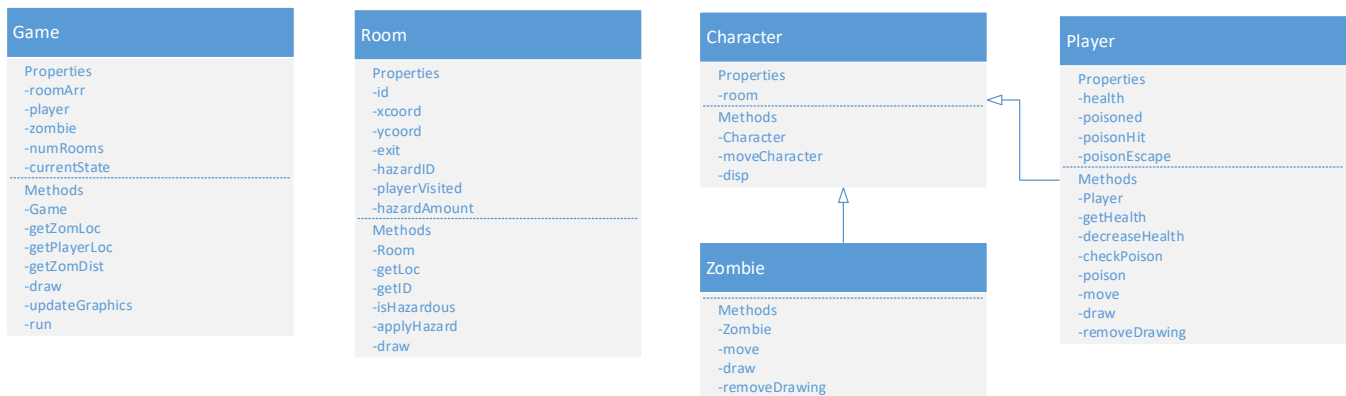 Game
Properties
-roomArr
-player
-zombie
-numRooms
-currentState
Methods
-Game
-getZomLoc
-getPlayerLoc
-getZomDist
-draw
-updateGraphics
-run
Room
Properties
-id
-xcoord
-ycoord
-exit
-hazardID
-playerVisited
-hazardAmount
Methods
-Room
-getLoc
-getID
-isHazardous
-applyHazard
-draw
Character
Properties
-room
Methods
-Character
-moveCharacter
-disp
Zombie
Methods
-Zombie
-move
-draw
-removeDrawing
Player
Properties
-health
-poisoned
-poisonHit
-poisonEscape
Methods
-Player
-getHealth
-decreaseHealth
-checkPoison
-poison
-move
-draw
-removeDrawing